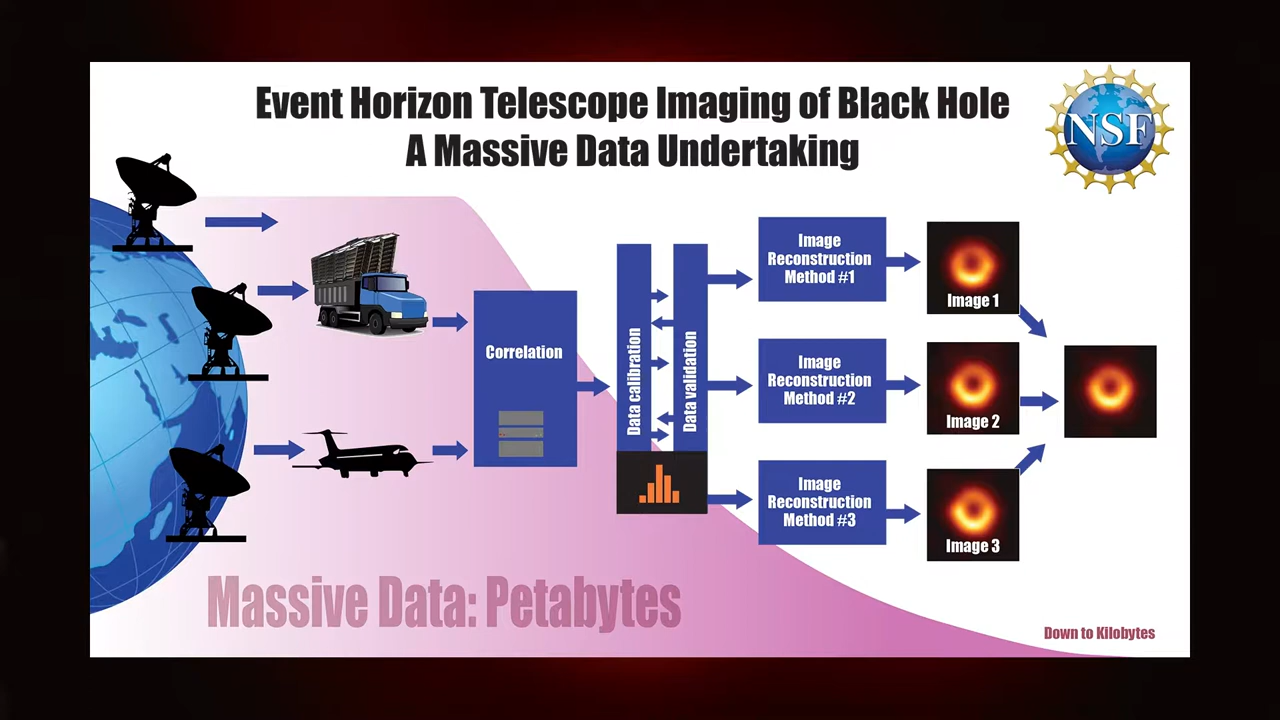 Event Horizon Telescope Imaging of Black Hole
A Massive Data Undertaking
NSF
Correlation
Data calibration
Data validation
Image
Reconstruction
Method #1
Image 1
Image
Reconstruction
Method #2
Image 2
Image
Reconstruction
Method #3
Image 3
Massive Data: Petabytes
Down to Kilobytes